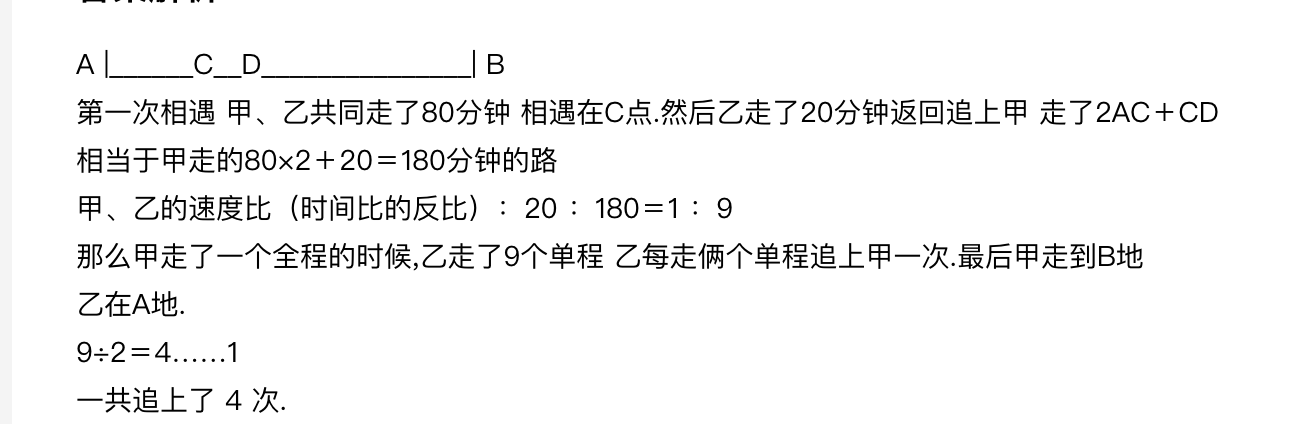 A |______C__D_______________| B
第一次相遇 甲、乙共同走了80分钟 相遇在C点.然后乙走了20分钟返回追上甲 走了2AC＋CD
相当于甲走的80×2＋20＝180分钟的路
甲、乙的速度比（时间比的反比）：20 ：180＝1 ：9
那么甲走了一个全程的时候,乙走了9个单程 乙每走俩个单程追上甲一次.最后甲走到B地
乙在A地.
9÷2＝4……1
一共追上了 4 次.